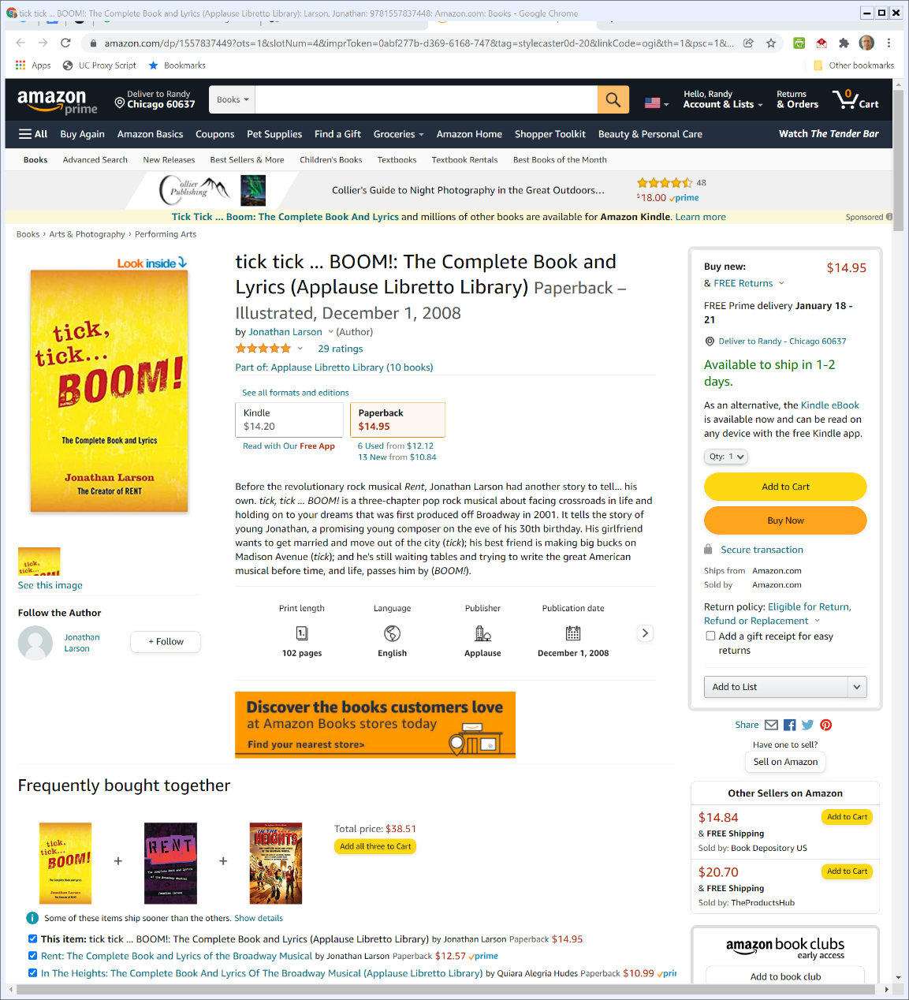 tick tick ... BOOM!: The Complete Book and Lyrics (Applause Libretto Library): Larson, Jonathan: 9781557837448: Amazon.com: Books - Google Chrome
amazon.com/dp/1557837449?ots=1&slotNum=4&imprToken=0abf277b-d369-6168-747&tag=stylecaster0d-20&linkCode=ogi&th=1&psc=1&...
Apps UC Proxy Script Bookmarks Other bookmarks
amazon prime
Deliver to Randy
Chicago 60637
Books
Hello, Randy
Account & Lists
Returns
& Orders
0
Cart
All Buy Again Amazon Basics Coupons Pet Supplies Find a Gift Groceries Amazon Home Shopper Toolkit Beauty & Personal Care Watch The Tender Bar
Books Advanced Search New Releases Best Sellers & More Children's Books Textbooks Textbook Rentals Best Books of the Month
Collier Publishing
Collier's Guide to Night Photography in the Great Outdoors...
48
$18.00 prime
Tick Tick ... Boom: The Complete Book And Lyrics and millions of other books are available for Amazon Kindle. Learn more
Sponsored
Books › Arts & Photography › Performing Arts
Look inside
tick,
tick...
BOOM!
The Complete Book and Lyrics
Jonathan Larson
The Creator of RENT
tick,
tick...
See this image
Follow the Author
Jonathan
Larson
+ Follow
tick tick ... BOOM!: The Complete Book and
Lyrics (Applause Libretto Library) Paperback –
Illustrated, December 1, 2008
by Jonathan Larson (Author)
29 ratings
Part of: Applause Libretto Library (10 books)
See all formats and editions
Kindle
$14.20
Read with Our Free App
Paperback
$14.95
6 Used from $12.12
13 New from $10.84
Before the revolutionary rock musical Rent, Jonathan Larson had another story to tell... his
own. tick, tick ... BOOM! is a three-chapter pop rock musical about facing crossroads in life and
holding on to your dreams that was first produced off Broadway in 2001. It tells the story of
young Jonathan, a promising young composer on the eve of his 30th birthday. His girlfriend
wants to get married and move out of the city (tick); his best friend is making big bucks on
Madison Avenue (tick); and he's still waiting tables and trying to write the great American
musical before time, and life, passes him by (BOOM!).
Print length Language Publisher Publication date
1.
102 pages English Applause December 1, 2008
Discover the books customers love
at Amazon Books stores today
Find your nearest store>
Buy new: $14.95
& FREE Returns
FREE Prime delivery January 18 -
21
Deliver to Randy - Chicago 60637
Available to ship in 1-2
days.
As an alternative, the Kindle eBook
is available now and can be read on
any device with the free Kindle app.
Qty: 1
Add to Cart
Buy Now
Secure transaction
Ships from Amazon.com
Sold by Amazon.com
Return policy: Eligible for Return,
Refund or Replacement
Add a gift receipt for easy
returns
Add to List
Share
Have one to sell?
Sell on Amazon
Other Sellers on Amazon
$14.84 Add to Cart
& FREE Shipping
Sold by: Book Depository US
$20.70 Add to Cart
& FREE Shipping
Sold by: TheProductsHub
amazon book clubs
early access
Add to book club
Frequently bought together
tick,
tick...
BOOM!
The Complete Book and Lyrics
Jonathan Larson
The Creator of RENT
+
RENT
The Complete Book and Lyrics
of the Broadway Musical
Jonathan Larson
+
IN THE HEIGHTS
Total price: $38.51
Add all three to Cart
Some of these items ship sooner than the others. Show details
This item: tick tick ... BOOM!: The Complete Book and Lyrics (Applause Libretto Library) by Jonathan Larson Paperback $14.95
Rent: The Complete Book and Lyrics of the Broadway Musical by Jonathan Larson Paperback $12.57 prime
In The Heights: The Complete Book And Lyrics Of The Broadway Musical (Applause Libretto Library) by Quiara Alegria Hudes Paperback $10.99 pri